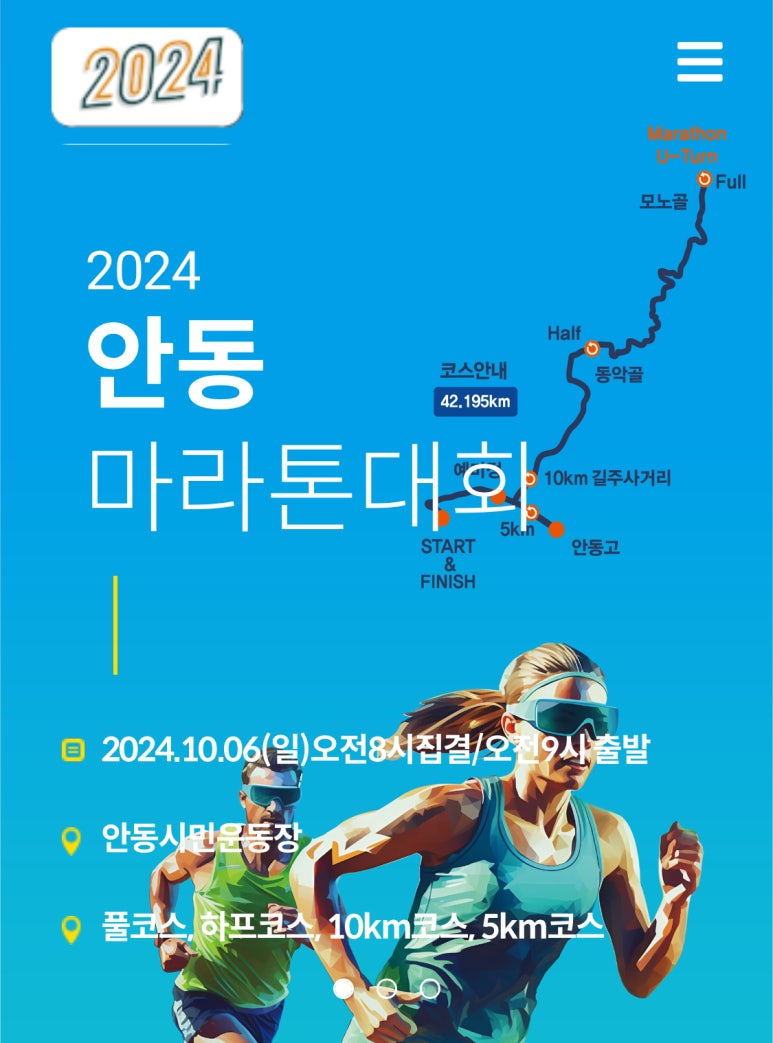 2024
Marathon
U-Turn
Full
모노골
2024
안동
마라톤대회
Half
동악골
코스안내
42.195km
10km 길주사거리
5km
안동고
START
&
FINISH
2024.10.06(일)오전8시집결/오전9시 출발
안동시민운동장
풀코스, 하프코스, 10km코스, 5km코스